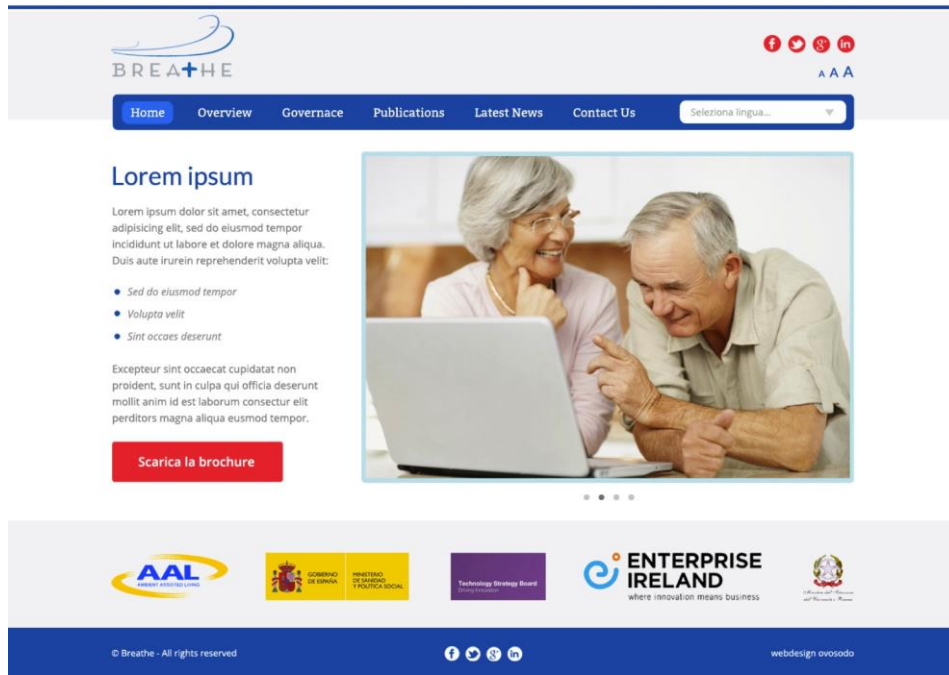 BREATHE
A A A
Home Overview Governace Publications Latest News Contact Us Seleziona lingua...
Lorem ipsum
Lorem ipsum dolor sit amet, consectetur
adipisicing elit, sed do eiusmod tempor
incididunt ut labore et dolore magna aliqua.
Duis aute irurein reprehenderit volupta velit:
Sed do eiusmod tempor
Volupta velit
Sint occaes deserunt
Excepteur sint occaecat cupidatat non
proident, sunt in culpa qui officia deserunt
mollit anim id est laborum consectur elit
perditors magna aliqua eusmod tempor.
Scarica la brochure
AAL
AMBIENT ASSISTED LIVING
GOBIERNO
DE ESPAÑA
MINISTERIO
DE SANIDAD
Y POLÍTICA SOCIAL
Technology Strategy Board
Driving Innovation
ENTERPRISE
IRELAND
where innovation means business
© Breathe - All rights reserved
webdesign ovosodo